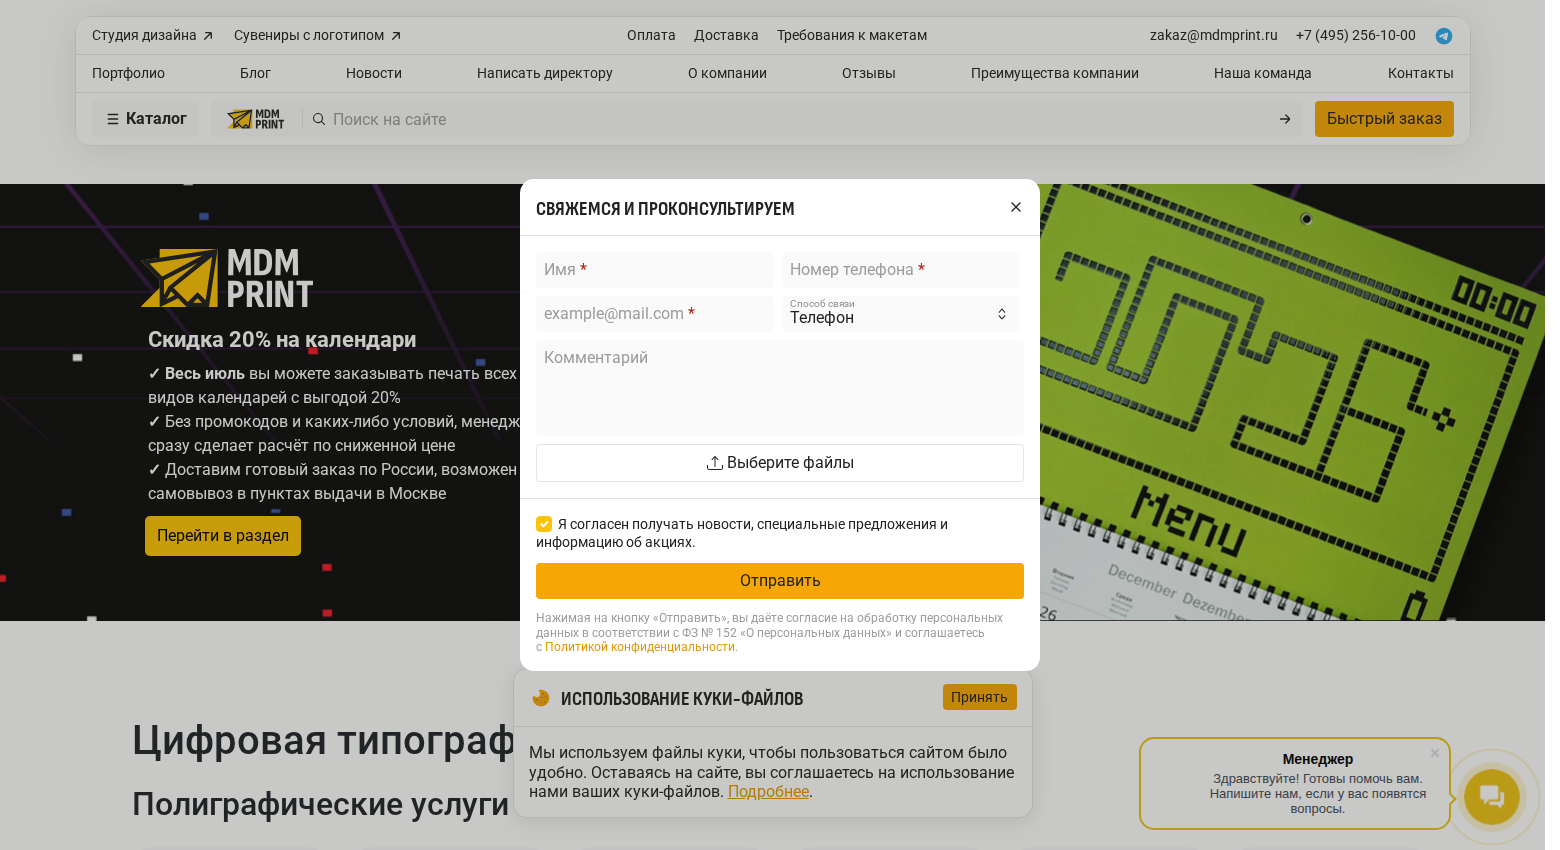 Студия дизайна
Сувениры с логотипом
Оплата
Доставка
Требования к макетам
zakaz@mdmprint.ru
+7 (495) 256-10-00
Портфолио
Блог
Новости
Написать директору
О компании
Отзывы
Преимущества компании
Наша команда
Контакты
Каталог
MDM
PRINT
Поиск на сайте
Быстрый заказ
MDM
PRINT
Скидка 20% на календари
✓ Весь июль вы можете заказывать печать всех
видов календарей с выгодой 20%
✓ Без промокодов и каких-либо условий, менедж
сразу сделает расчёт по сниженной цене
✓ Доставим готовый заказ по России, возможен
самовывоз в пунктах выдачи в Москве
Перейти в раздел
СВЯЖЕМСЯ И ПРОКОНСУЛЬТИРУЕМ
Имя *
Номер телефона *
example@mail.com *
Способ связи
Телефон
Комментарий
Выберите файлы
Я согласен получать новости, специальные предложения и
информацию об акциях.
Отправить
Нажимая на кнопку «Отправить», вы даёте согласие на обработку персональных
данных в соответствии с ФЗ № 152 «О персональных данных» и соглашаетесь
с Политикой конфиденциальности.
00:00
Menu
December Dezember
26
ИСПОЛЬЗОВАНИЕ КУКИ-ФАЙЛОВ
Принять
Мы используем файлы куки, чтобы пользоваться сайтом было
удобно. Оставаясь на сайте, вы соглашаетесь на использование
нами ваших куки-файлов. Подробнее.
Цифровая типограф
Полиграфические услуги
Менеджер
Здравствуйте! Готовы помочь вам.
Напишите нам, если у вас появятся
вопросы.